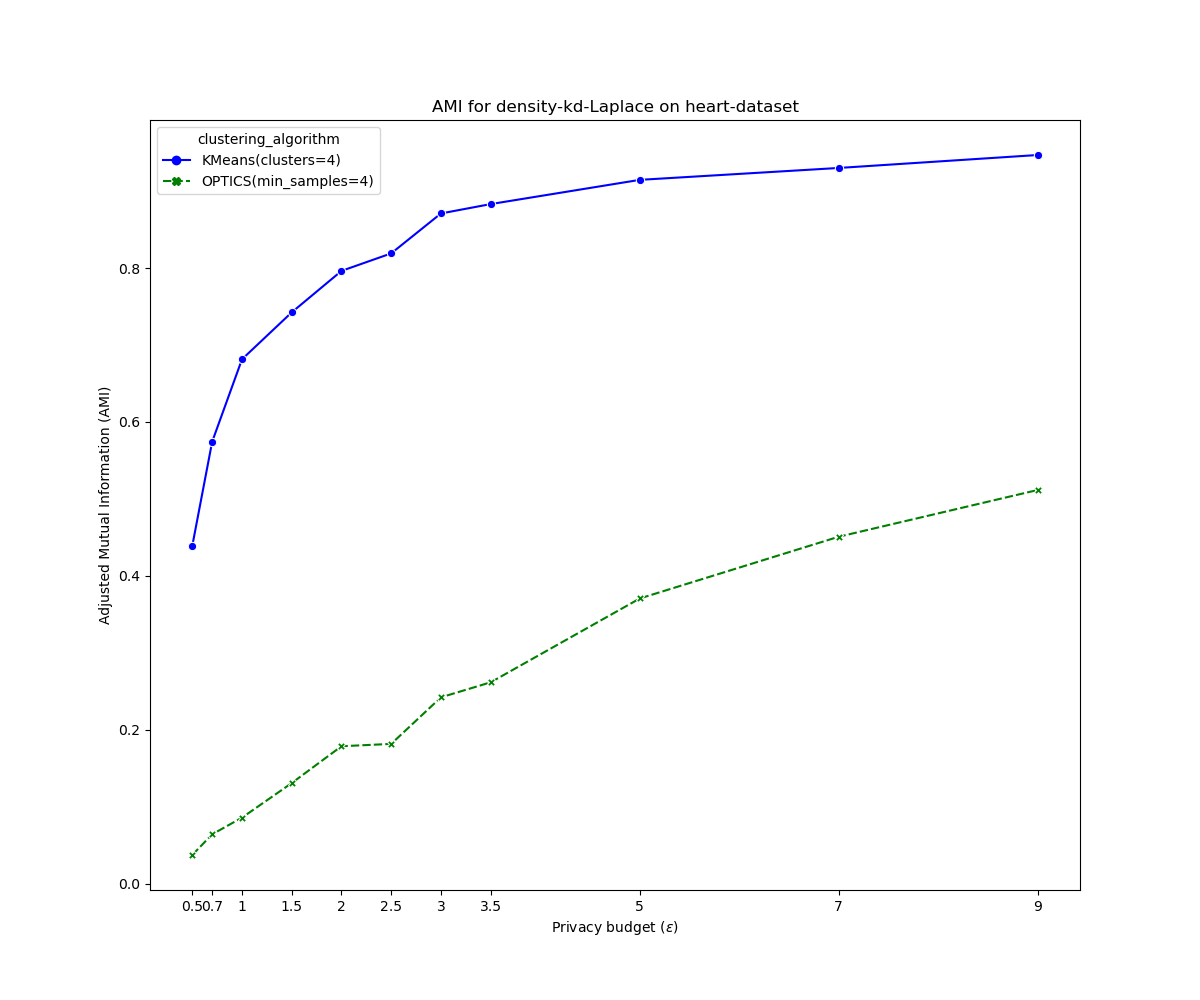 AMI for density-kd-Laplace on heart-dataset
clustering_algorithm
KMeans(clusters=4)
OPTICS(min_samples=4)
Adjusted Mutual Information (AMI)
0.8
0.6
0.4
0.2
0.0
0.5 0.7 1 1.5 2 2.5 3 3.5 5 7 9
Privacy budget (ε)